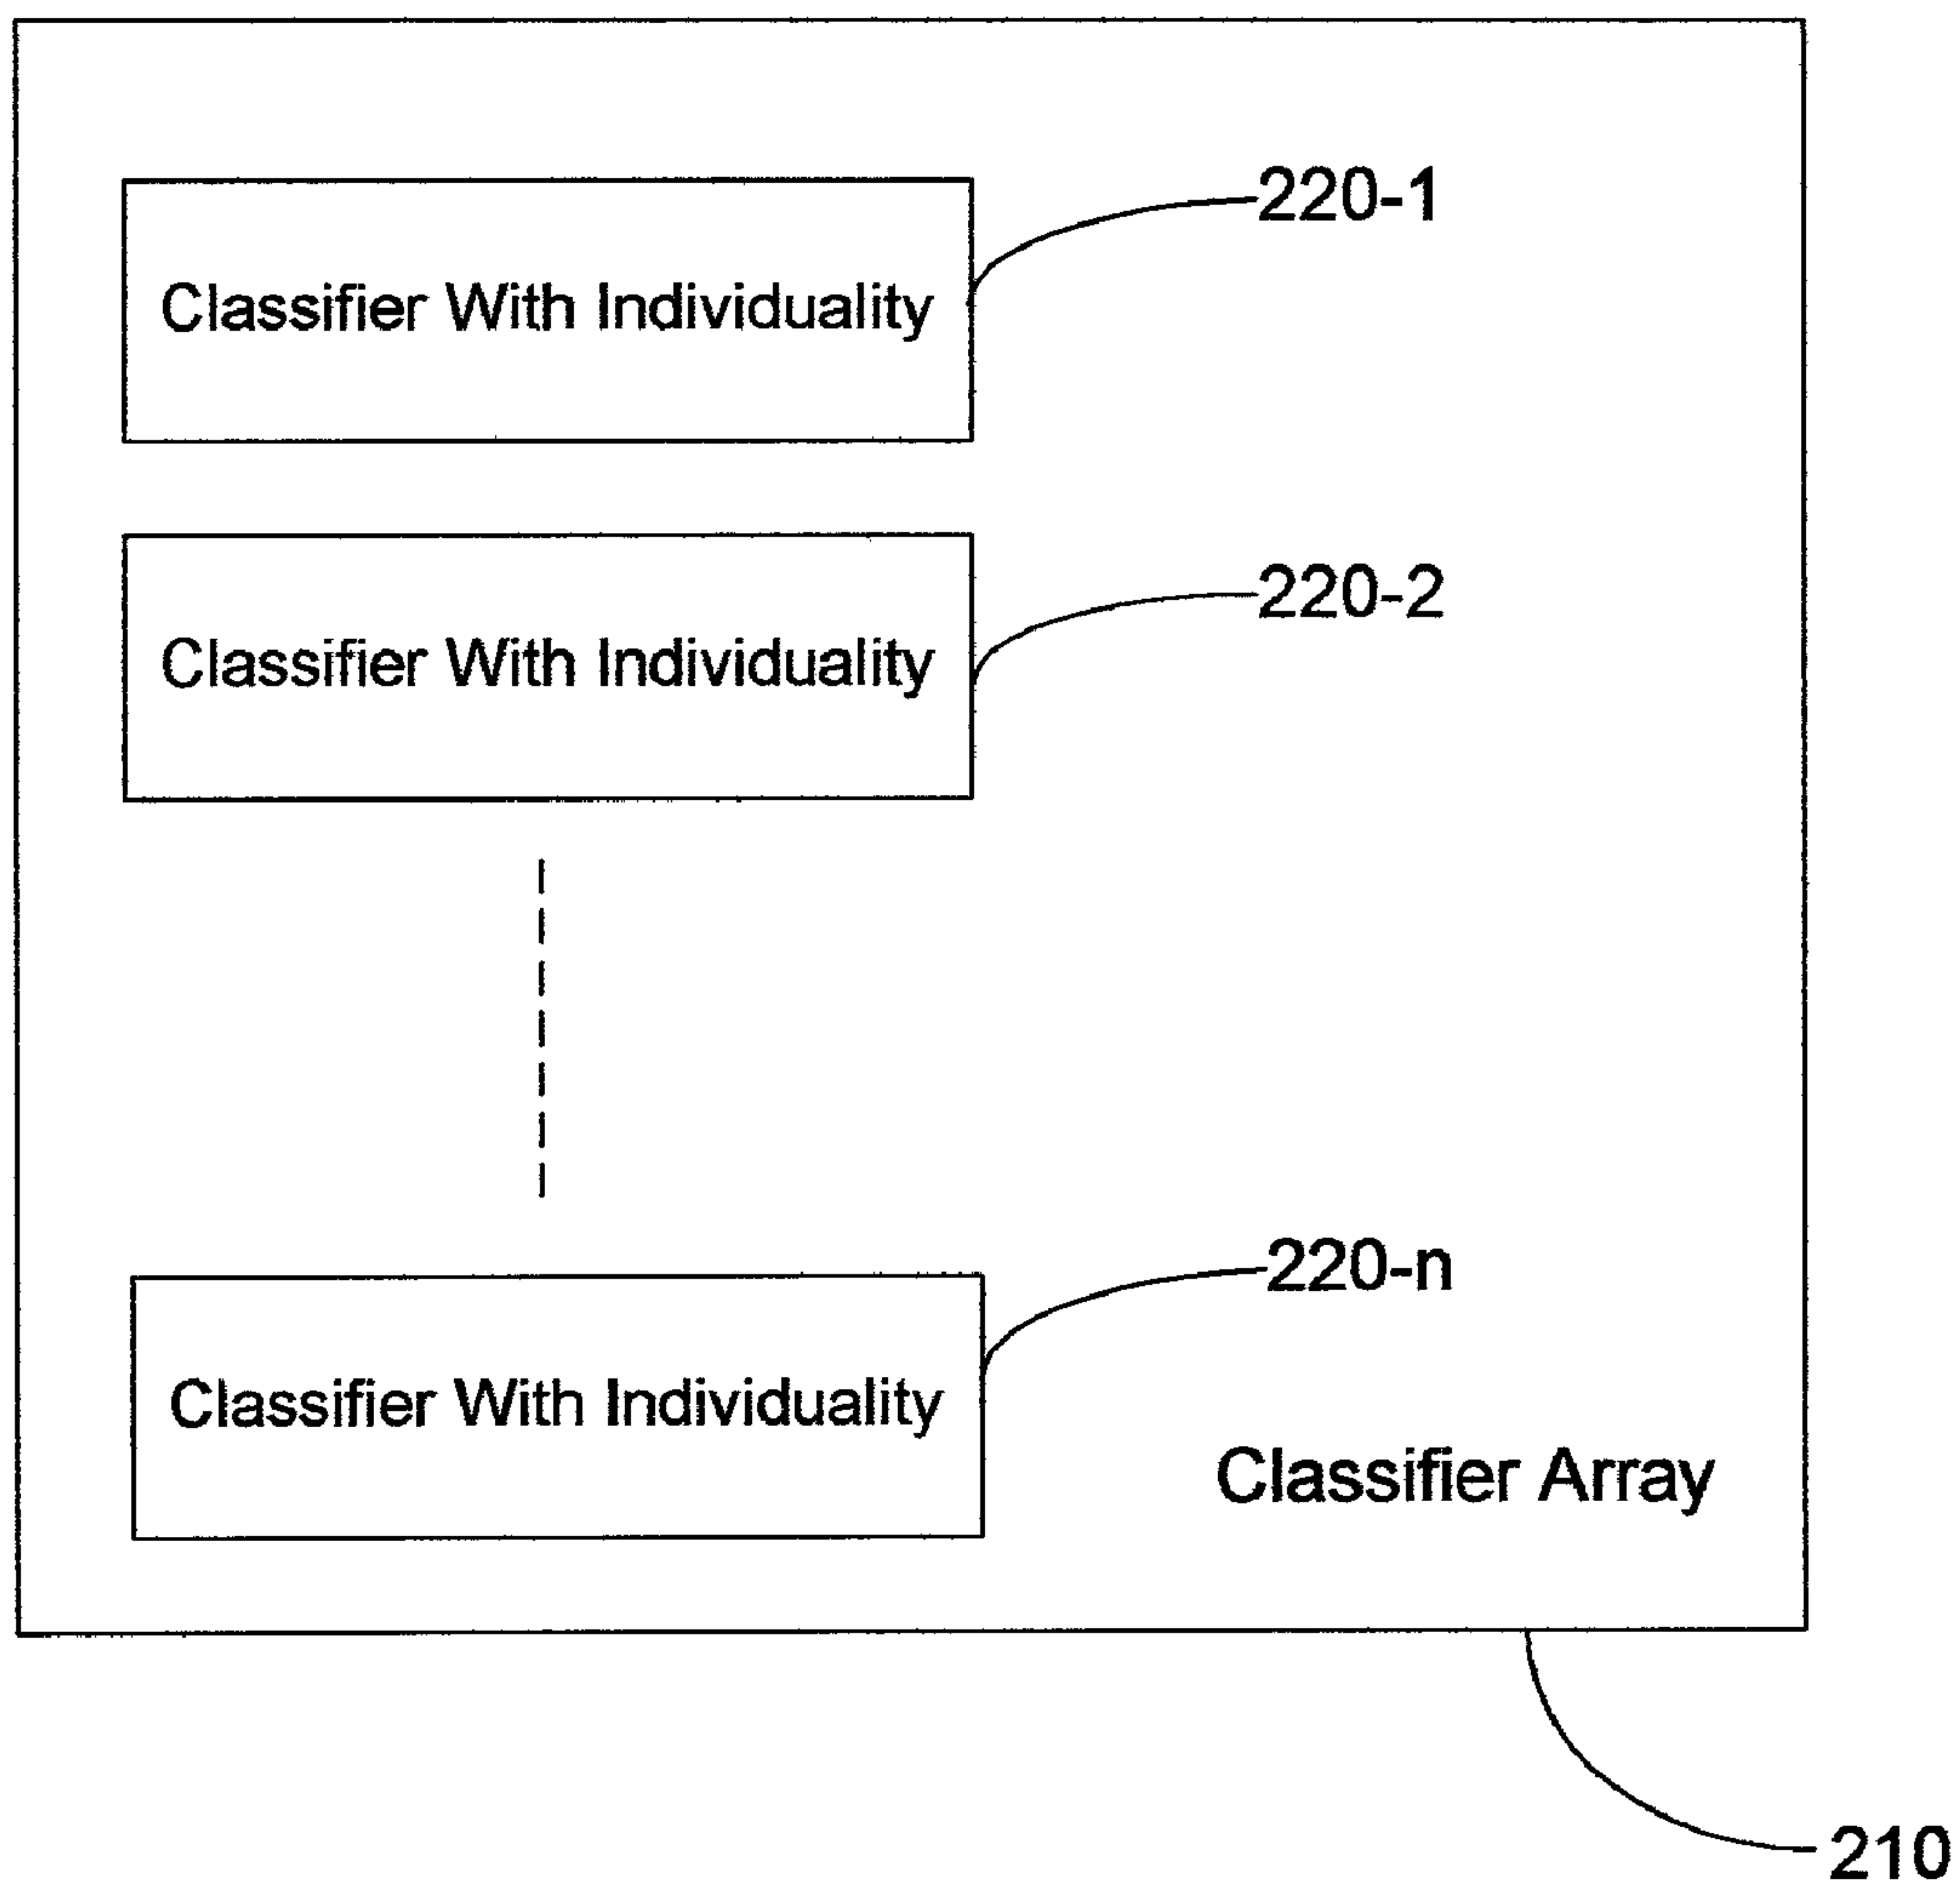 220-1
Classifier With Individuality
220-2
Classifier With Individuality
220-n
Classifier With Individuality
Classifier Array
210